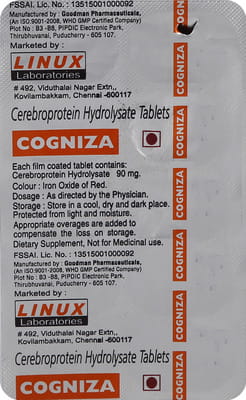 FSSAI. Lic. No. : 13515001000092
Manufactured by : Goodman Pharmaceuticals,
(An ISO:9001-2008, WHO GMP Certified Company)
Plot No : B3 -B8, PIPDIC Electronic Park,
Thirubhuvanai, Puducherry - 605 107.
Marketed by :
LINUX
Laboratories
# 492, Viduthalai Nagar Extn.,
Kovilambakkam, Chennai -600117
Cerebroprotein Hydrolysate Tablets
COGNIZA
Each film coated tablet contains:
Cerebroprotein Hydrolysate 90 mg.
Colour : Iron Oxide of Red.
Dosage : As directed by the Physician.
Storage : Store in a cool, dry and dark place.
Protected from light and moisture.
Appropriate overages are added to
compensate the loss on storage.
Dietary Supplement, Not for Medicinal use.
FSSAI. Lic. No. : 13515001000092
Manufactured by : Goodman Pharmaceuticals,
(An ISO:9001-2008, WHO GMP Certified Company)
Plot No : B3 -B8, PIPDIC Electronic Park,
Thirubhuvanai, Puducherry - 605 107.
Marketed by :
LINUX
Laboratories
# 492, Viduthalai Nagar Extn.,
Kovilambakkam, Chennai -600117
Cerebroprotein Hydrolysate Tablets
COGNIZA
COGNIZA
COGNIZA
COGNIZA
COGNIZA
COGNIZA